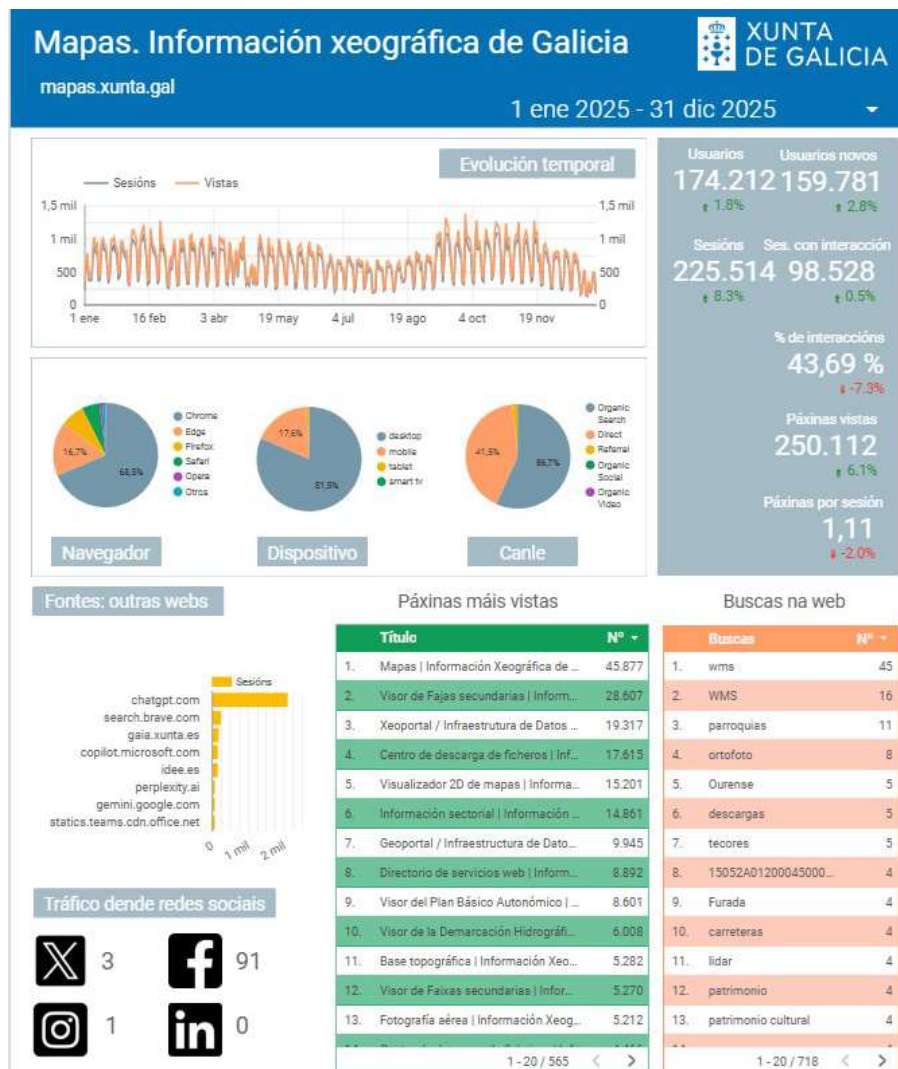 Mapas. Información xeográfica de Galicia
XUNTA
DE GALICIA
mapas.xunta.gal
1 ene 2025 - 31 dic 2025
Evolución temporal
Sesións Vistas
1,5 mil 1,5 mil
1 mil 1 mil
500 500
0 0
1 ene 16 feb 3 abr 19 may 4 jul 19 ago 4 oct 19 nov
Usuarios Usuarios novos
174.212 159.781
1.8% 2.8%
Sesións Ses. con interacción
225.514 98.528
8.3% 0.5%
% de interaccións
43,69 %
-7.3%
Páxinas vistas
250.112
6.1%
Páxinas por sesión
1,11
-2.0%
16,7%
68,5%
Chrome
Edge
Firefox
Safari
Opera
Otros
Navegador
17,6%
81,5%
desktop
mobile
tablet
smart tv
Dispositivo
41,5%
56,7%
Organic
Search
Direct
Referral
Organic
Social
Organic
Video
Canle
Fontes: outras webs
Sesións
chatgpt.com
search.brave.com
gaia.xunta.es
copilot.microsoft.com
idee.es
perplexity.ai
gemini.google.com
statics.teams.cdn.office.net
0 1 mil 2 mil
Tráfico dende redes sociais
X 3
f 91
1
in 0
Páxinas máis vistas
Título Nº
1. Mapas | Información Xeográfica de ... 45.877
2. Visor de Fajas secundarias | Inform... 28.607
3. Xeoportal / Infraestrutura de Datos ... 19.317
4. Centro de descarga de ficheros | Inf... 17.615
5. Visualizador 2D de mapas | Informa... 15.201
6. Información sectorial | Información ... 14.861
7. Geoportal / Infraestructura de Dato... 9.945
8. Directorio de servicios web | Inform... 8.892
9. Visor del Plan Básico Autonómico | ... 8.601
10. Visor de la Demarcación Hidrográfi... 6.008
11. Base topográfica | Información Xeo... 5.282
12. Visor de Faixas secundarias | Infor... 5.270
13. Fotografía aérea | Información Xeog... 5.212
1 - 20 / 565 < >
Buscas na web
Buscas Nº
1. wms 45
2. WMS 16
3. parroquias 11
4. ortofoto 8
5. Ourense 5
6. descargas 5
7. tecores 5
8. 15052A01200045000... 4
9. Furada 4
10. carreteras 4
11. lidar 4
12. patrimonio 4
13. patrimonio cultural 4
1 - 20 / 718 < >